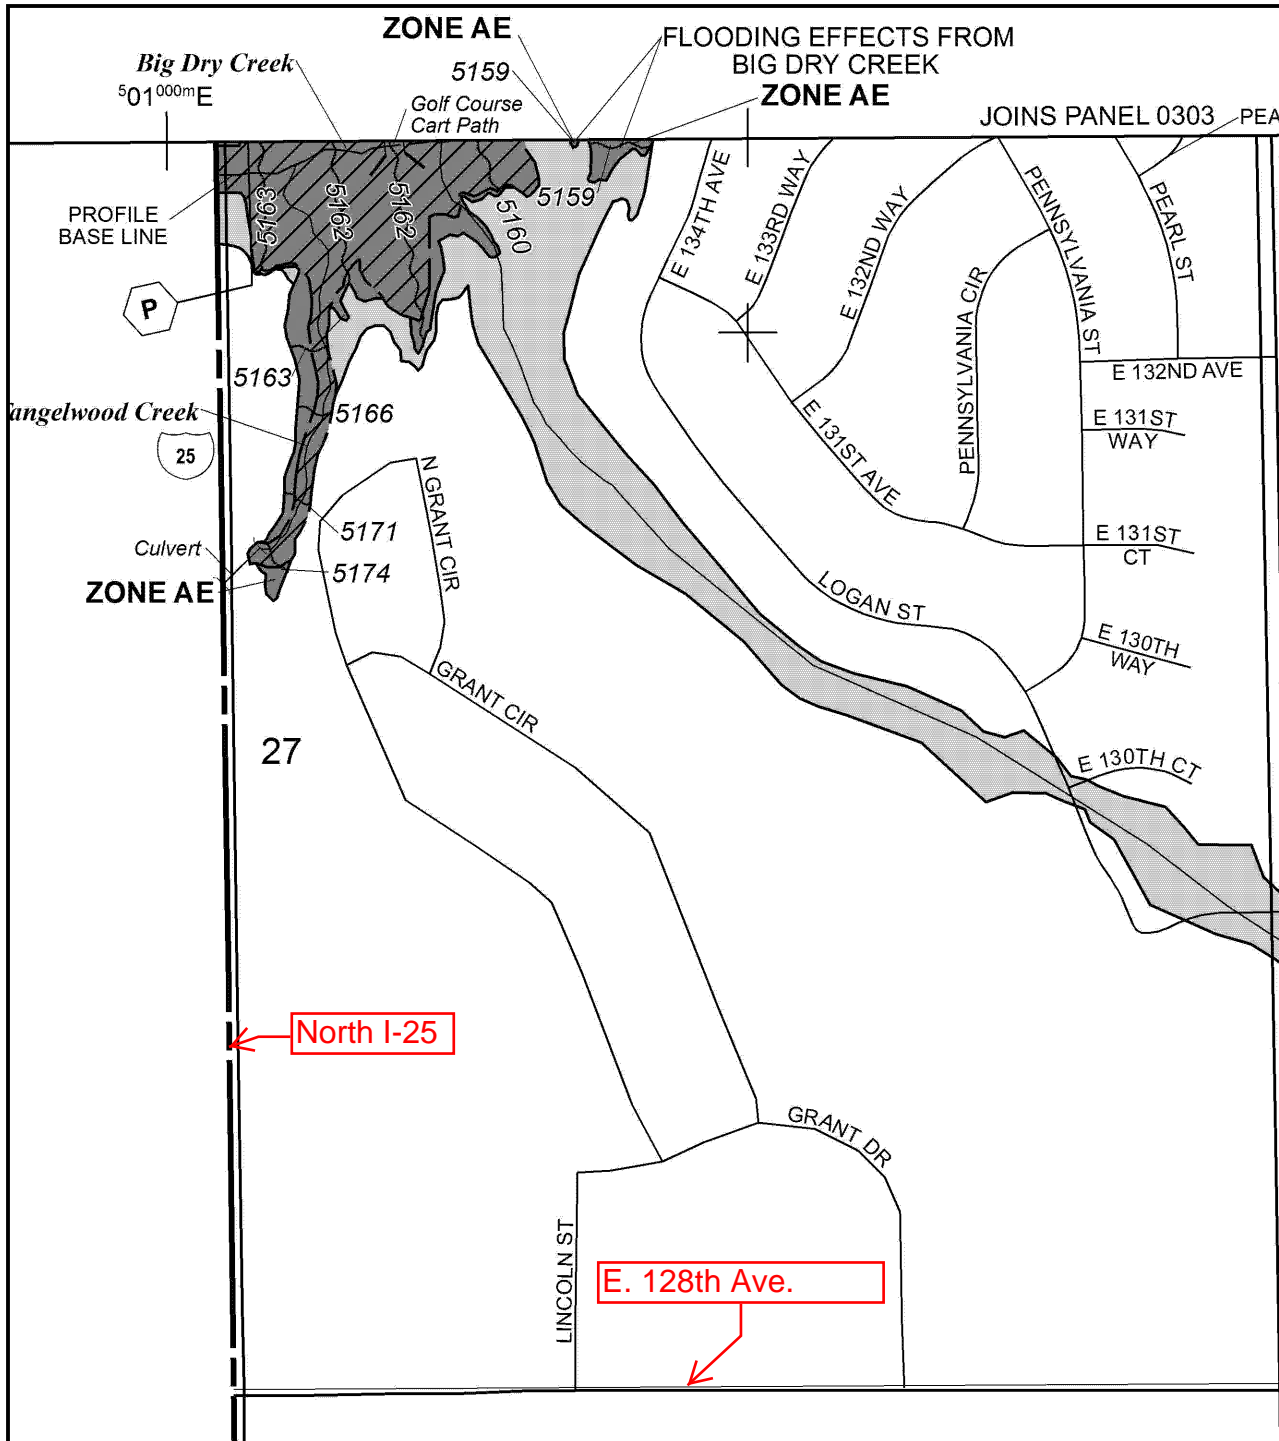 ZONE AE
FLOODING EFFECTS FROM
BIG DRY CREEK
ZONE AE
Big Dry Creek
5159
501000mE
Golf Course
Cart Path
JOINS PANEL 0303
PEA
PROFILE
BASE LINE
5163
5162
5162
5160
5159
E 134TH AVE
E 133RD WAY
E 132ND WAY
PENNSYLVANIA ST
PEARL ST
P
PENNSYLVANIA CIR
E 132ND AVE
5163
angelwood Creek
5166
25
E 131ST AVE
E 131ST
WAY
N GRANT CIR
5171
Culvert
5174
ZONE AE
E 131ST
CT
LOGAN ST
E 130TH
WAY
GRANT CIR
27
E 130TH CT
North I-25
GRANT DR
LINCOLN ST
E. 128th Ave.